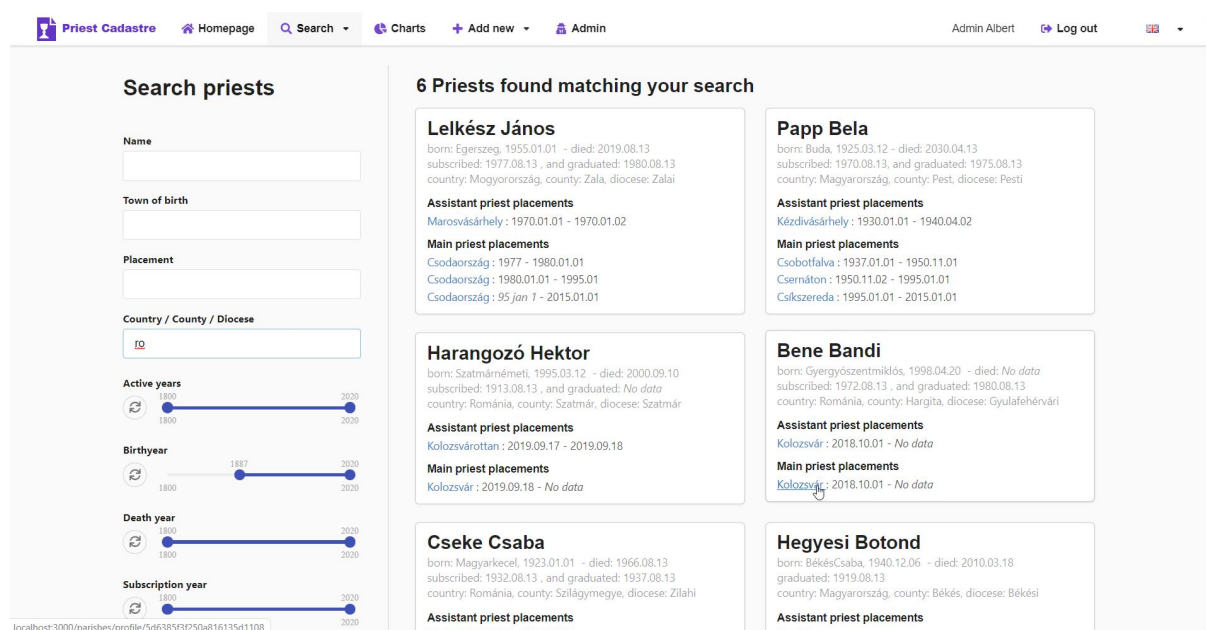 Priest Cadastre Homepage Search Charts Add new Admin Admin Albert Log out
Search priests
Name
Town of birth
Placement
Country / County / Diocese
ro
Active years
1800 2020
1800 2020
Birthyear
1887 2020
1800 2020
Death year
1800 2020
1800 2020
Subscription year
1800 2020
2020
6 Priests found matching your search
Lelkész János
born: Egerszeg, 1955.01.01 - died: 2019.08.13
subscribed: 1977.08.13 , and graduated: 1980.08.13
country: Mogyorország, county: Zala, diocese: Zalai
Assistant priest placements
Marosvásárhely : 1970.01.01 - 1970.01.02
Main priest placements
Csodaország : 1977 - 1980.01.01
Csodaország : 1980.01.01 - 1995.01
Csodaország : 95 jan 1 - 2015.01.01
Papp Bela
born: Buda, 1925.03.12 - died: 2030.04.13
subscribed: 1970.08.13, and graduated: 1975.08.13
country: Magyarország, county: Pest, diocese: Pesti
Assistant priest placements
Kézdivásárhely : 1930.01.01 - 1940.04.02
Main priest placements
Csobotfalva : 1937.01.01 - 1950.11.01
Csernáton : 1950.11.02 - 1995.01.01
Csíkszereda : 1995.01.01 - 2015.01.01
Harangozó Hektor
born: Szatmárnémeti, 1995.03.12 - died: 2000.09.10
subscribed: 1913.08.13 , and graduated: No data
country: Románia, county: Szatmár, diocese: Szatmár
Assistant priest placements
Kolozsvárottan : 2019.09.17 - 2019.09.18
Main priest placements
Kolozsvár : 2019.09.18 - No data
Bene Bandi
born: Gyergyószentmiklós, 1998.04.20 - died: No data
subscribed: 1972.08.13 , and graduated: 1980.08.13
country: Románia, county: Hargita, diocese: Gyulafehérvári
Assistant priest placements
Kolozsvár : 2018.10.01 - No data
Main priest placements
Kolozsvár : 2018.10.01 - No data
Cseke Csaba
born: Magyarkecel, 1923.01.01 - died: 1966.08.13
subscribed: 1932.08.13 , and graduated: 1937.08.13
country: Románia, county: Szilágymegye, diocese: Zilahi
Assistant priest placements
Hegyesi Botond
born: BékésCsaba, 1940.12.06 - died: 2010.03.18
graduated: 1919.08.13
country: Magyarország, county: Békés, diocese: Békési
Assistant priest placements
localhost:3000/parishes/profile/5d6385f3f250a816135d1108